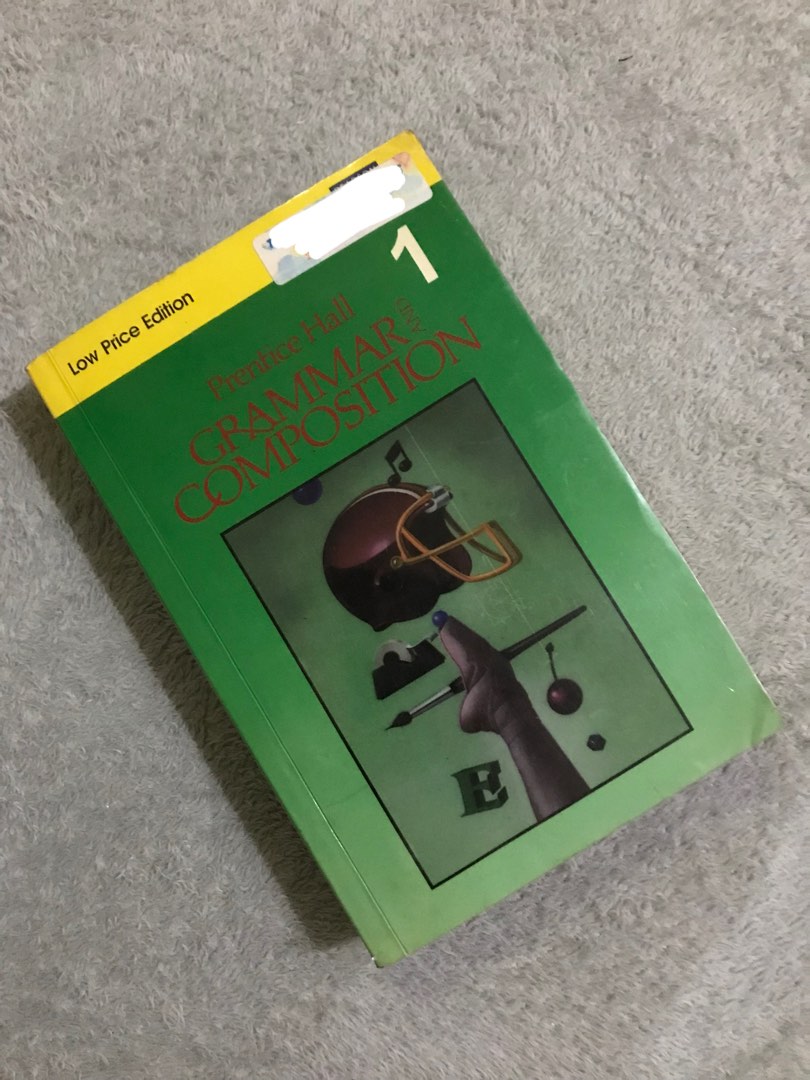 Low Price Edition
1
Prentice Hall
GRAMMAR AND
COMPOSITION
E